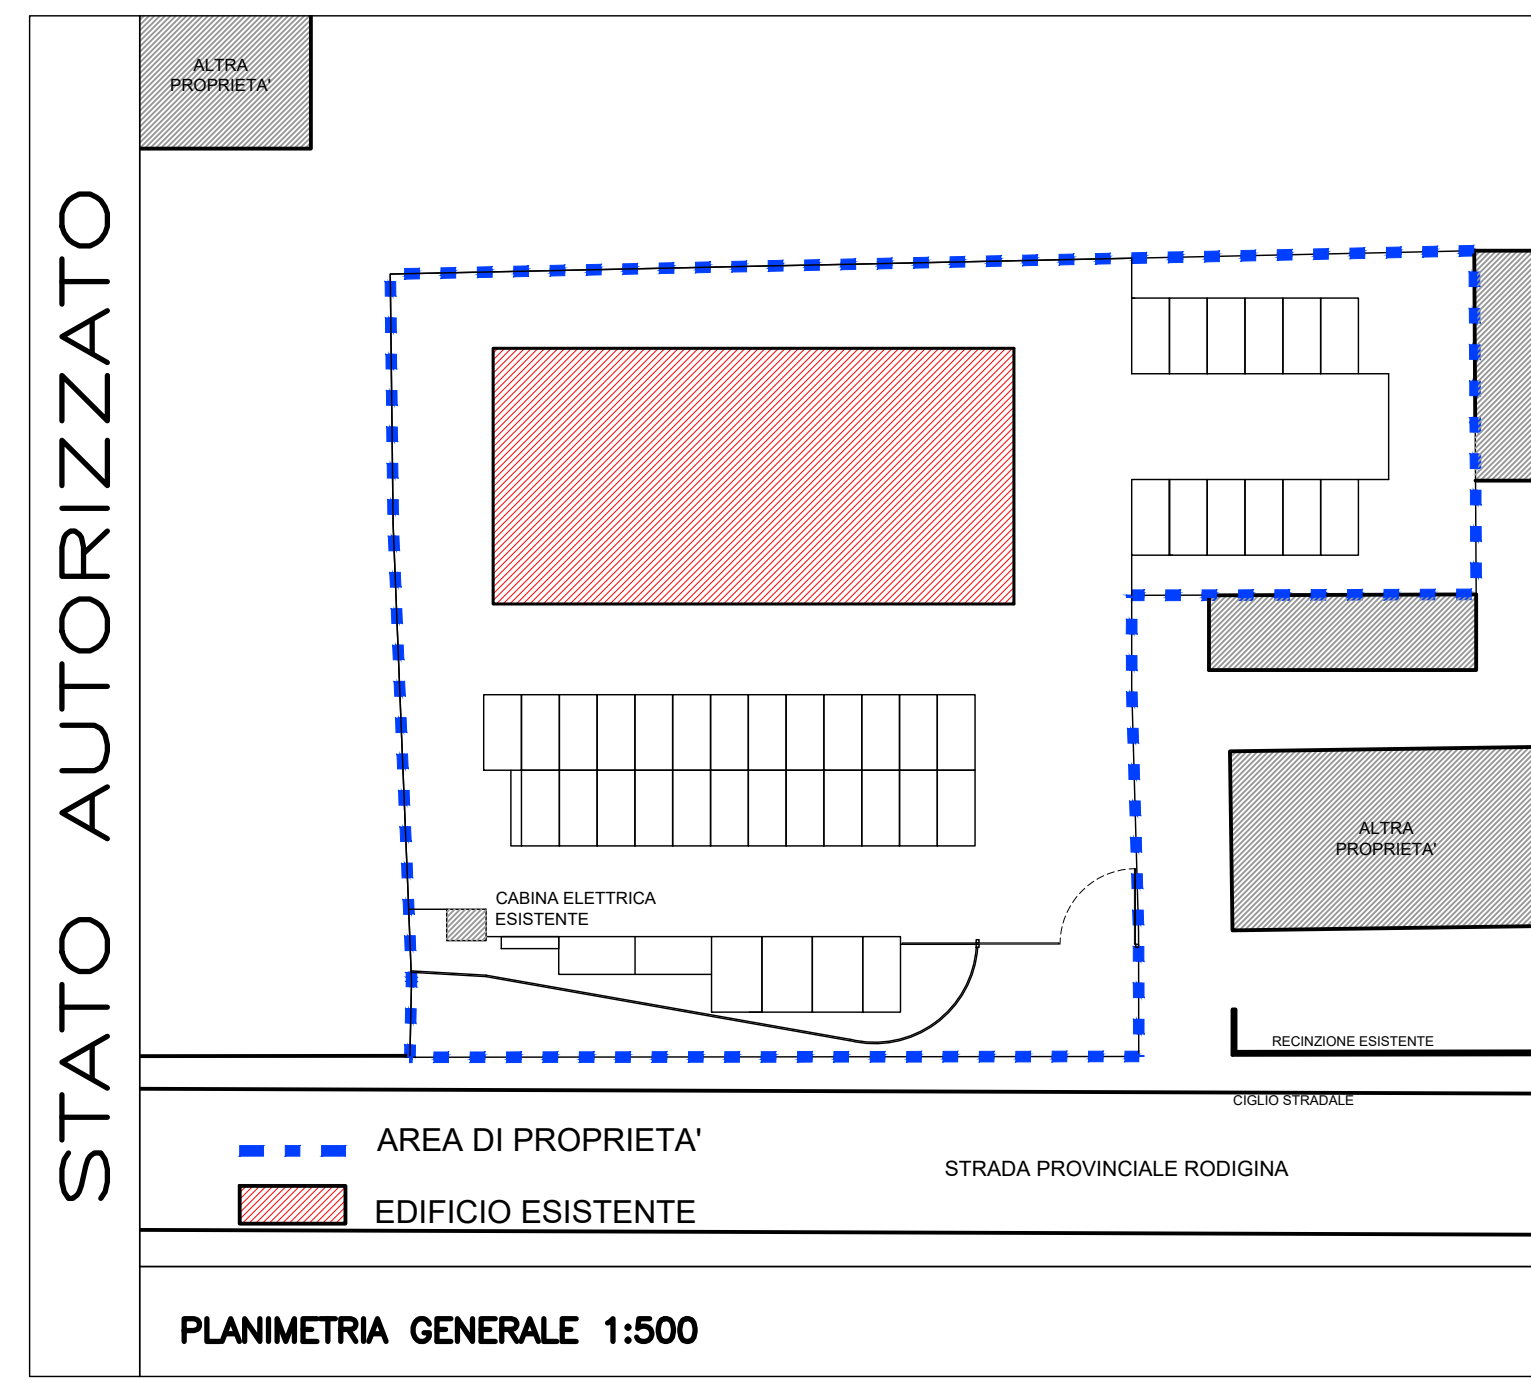 STATO AUTORIZZATO
ALTRA
PROPRIETA'
CABINA ELETTRICA
ESISTENTE
ALTRA
PROPRIETA'
RECINZIONE ESISTENTE
CIGLIO STRADALE
AREA DI PROPRIETA'
STRADA PROVINCIALE RODIGINA
EDIFICIO ESISTENTE
PLANIMETRIA GENERALE 1:500